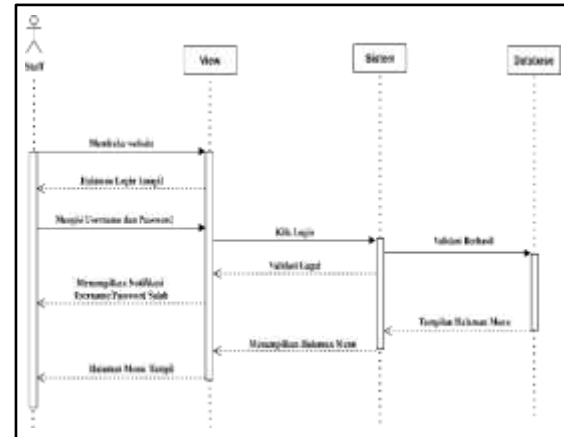 Staff
View
Sistem
Database
Membuka website
Halaman Login Tampil
Mengisi Username dan Password
Klik Login
Validasi Berhasil
Validasi Gagal
Menampilkan Notifikasi
Username/Password Salah
Tampilan Halaman Menu
Menampilkan Halaman Menu
Halaman Menu Tampil